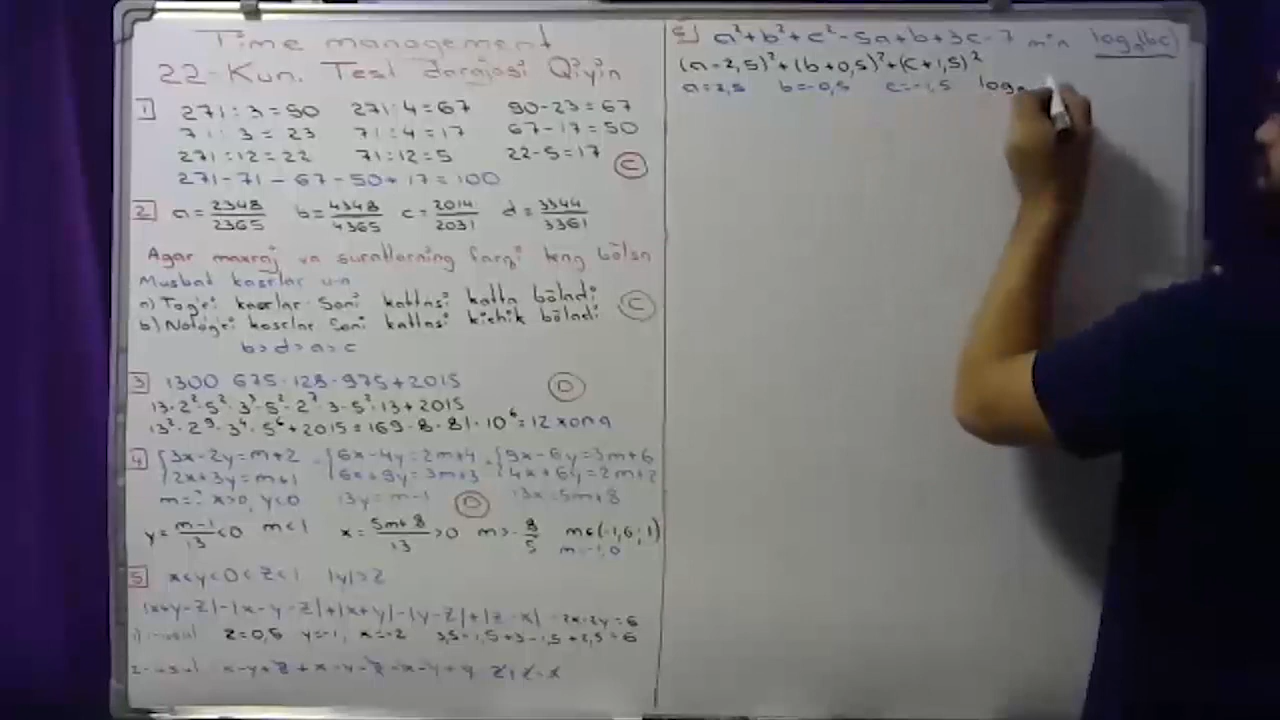 Time management
22-Kun. Test darajasi Qiyin
1 271:3=90 271:4=67 90-23=67
71:3=23 71:4=17 67-17=50
271:12=22 71:12=5 22-5=17
C
271-71-67-50+17=100
2 a=2348/2365 b=4348/4365 c=2014/2031 d=3344/3361
Agar maxraj va suratlarning farqi teng bo'lsa
Musbat kasrlar u-n
a) To'g'ri kasrlar Soni kattasi katta bo'ladi
b) Noto'g'ri kasrlar Soni kattasi kichik bo'ladi
C
b>d>a>c
3 1300·675·128·975+2015
D
13·2²·5²·3³·5²·2⁷·3·5²·13+2015
13²·2⁹·3⁴·5⁶+2015=169·8·81·10⁶=12 xona
4 3x-2y=m+2 6x-4y=2m+4 9x-6y=3m+6
2x+3y=m+1 6x+9y=3m+3 4x+6y=2m+2
m=? x>0, y<0 13y=m-1 D 13x=5m+8
y=m-1/13<0 m<1 x=5m+8/13>0 m>-8/5 m∈(-1,6;1)
m=-1,0
5 x<y<0<z<1 |y|>z
|x+y-z|-|x-y-z|+|x+y|-|y-z|+|z-x| -2x-2y=6
1) -usul z=0,5 y=-1, x=-2 3,5-1,5+3-1,5+2,5=6
2-usul
a²+b²+c²-5a+b+3c-7 min logₐ(bc)
(a-2,5)²+(b+0,5)²+(c+1,5)²
a=2,5 b=-0,5 c=-1,5 log